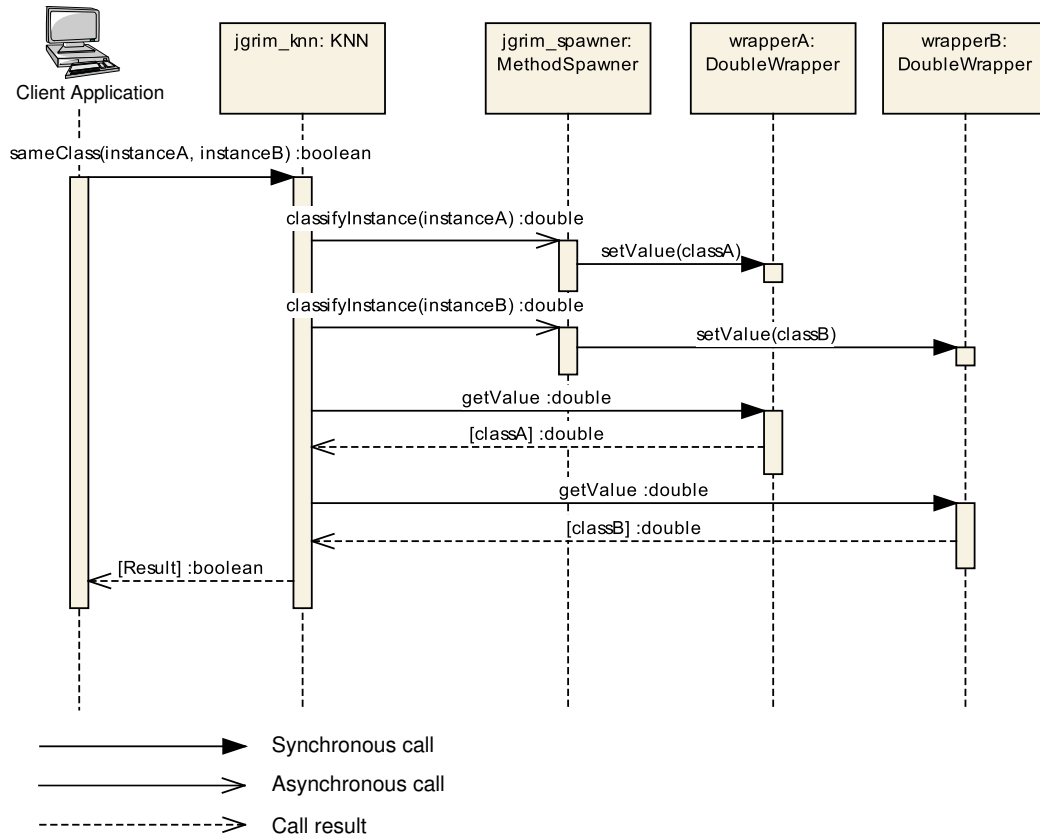 jgrim_knn: KNN
jgrim_spawner:
MethodSpawner
wrapperA:
DoubleWrapper
wrapperB:
DoubleWrapper
Client Application
sameClass(instanceA, instanceB) :boolean
classifyInstance(instanceA) :double
setValue(classA)
classifyInstance(instanceB) :double
setValue(classB)
getValue :double
[classA] :double
getValue :double
[classB] :double
[Result] :boolean
Synchronous call
Asynchronous call
Call result